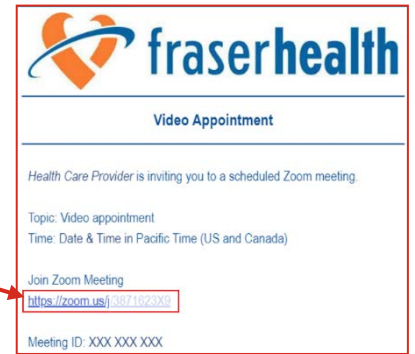 fraserhealth
Video Appointment
Health Care Provider is inviting you to a scheduled Zoom meeting.
Topic: Video appointment
Time: Date & Time in Pacific Time (US and Canada)
Join Zoom Meeting
https://zoom.us/j/3871623X9
Meeting ID: XXX XXX XXX